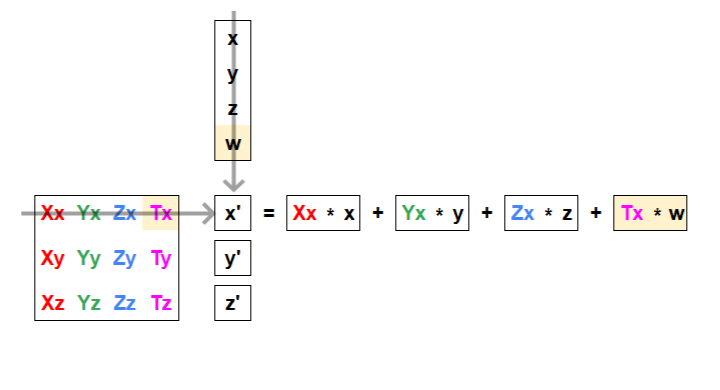 x
y
z
w
Xx Yx Zx Tx x' = Xx * x + Yx * y + Zx * z + Tx * w
Xy Yy Zy Ty y'
Xz Yz Zz Tz z'